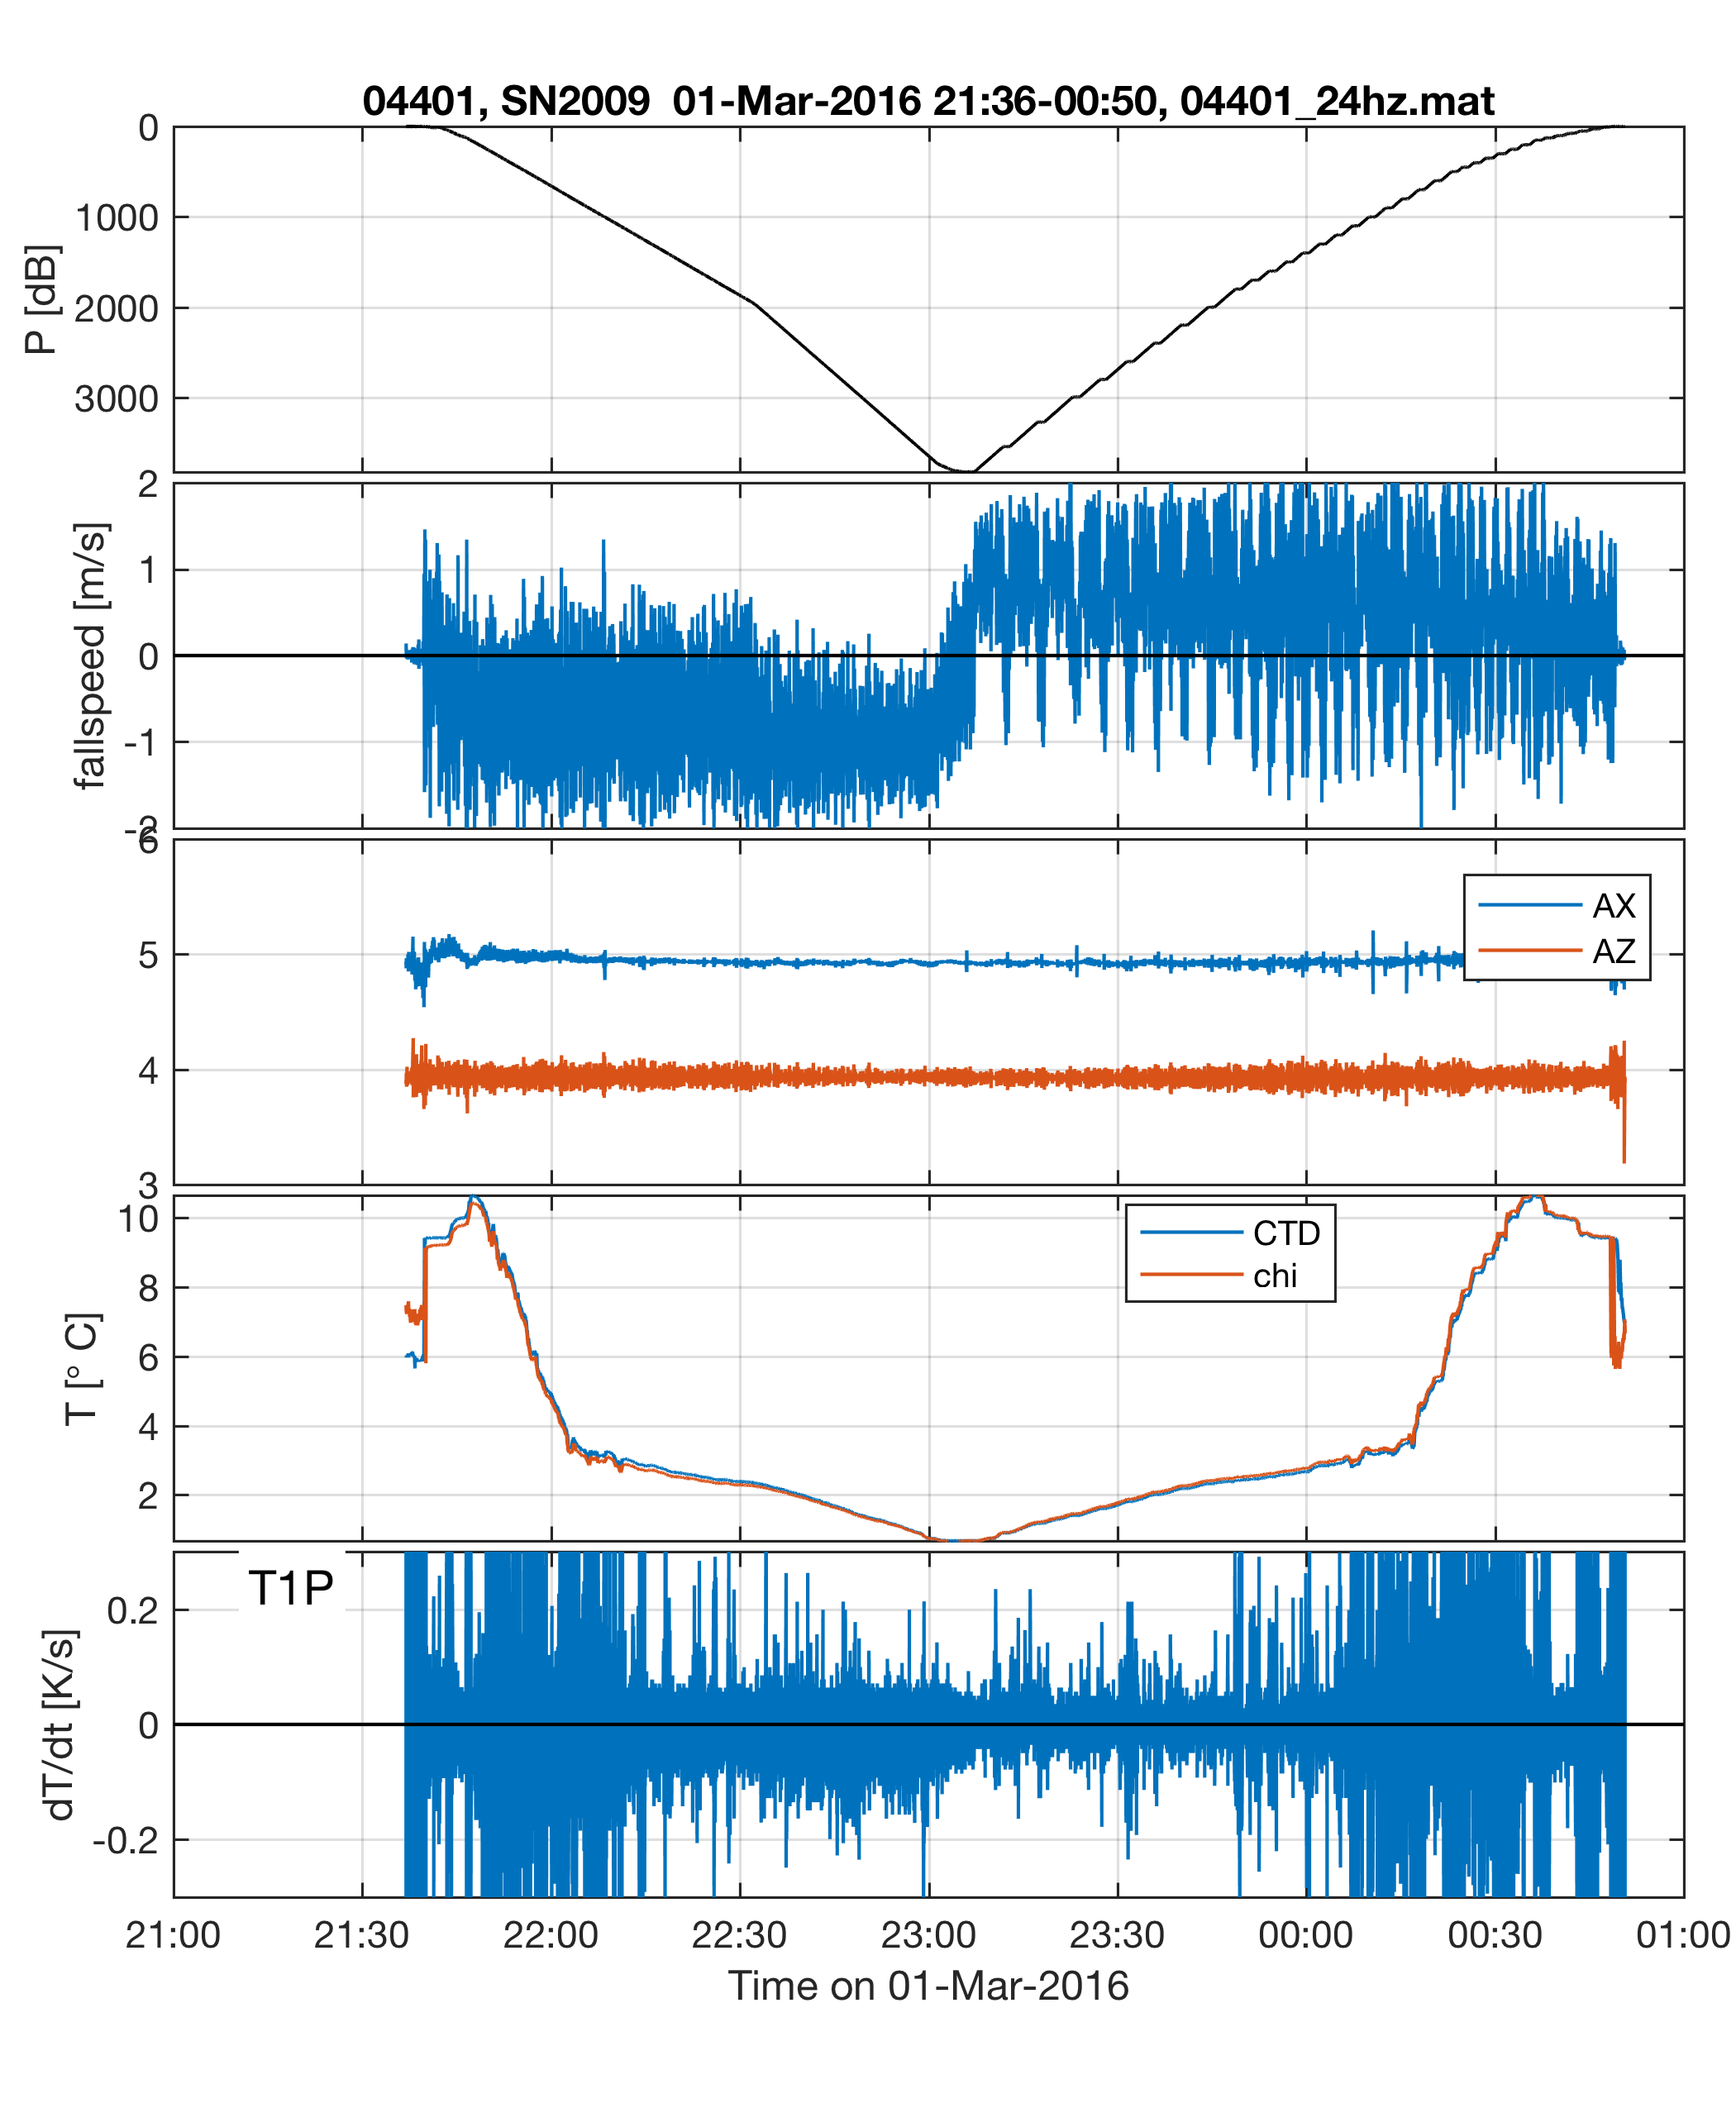 04401, SN2009  01-Mar-2016 21:36-00:50, 04401_24hz.mat
0
1000
2000
3000
P [dB]
2
1
0
-1
-2
fallspeed [m/s]
6
5
4
3
AX
AZ
10
8
6
4
2
T [° C]
CTD
chi
T1P
0.2
0
-0.2
dT/dt [K/s]
21:00 21:30 22:00 22:30 23:00 23:30 00:00 00:30 01:00
Time on 01-Mar-2016